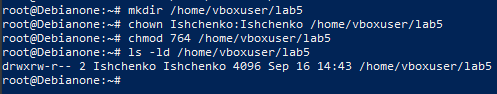 root@Debianone:~# mkdir /home/vboxuser/lab5
root@Debianone:~# chown Ishchenko:Ishchenko /home/vboxuser/lab5
root@Debianone:~# chmod 764 /home/vboxuser/lab5
root@Debianone:~# ls -ld /home/vboxuser/lab5
drwxrw-r-- 2 Ishchenko Ishchenko 4096 Sep 16 14:43 /home/vboxuser/lab5
root@Debianone:~#